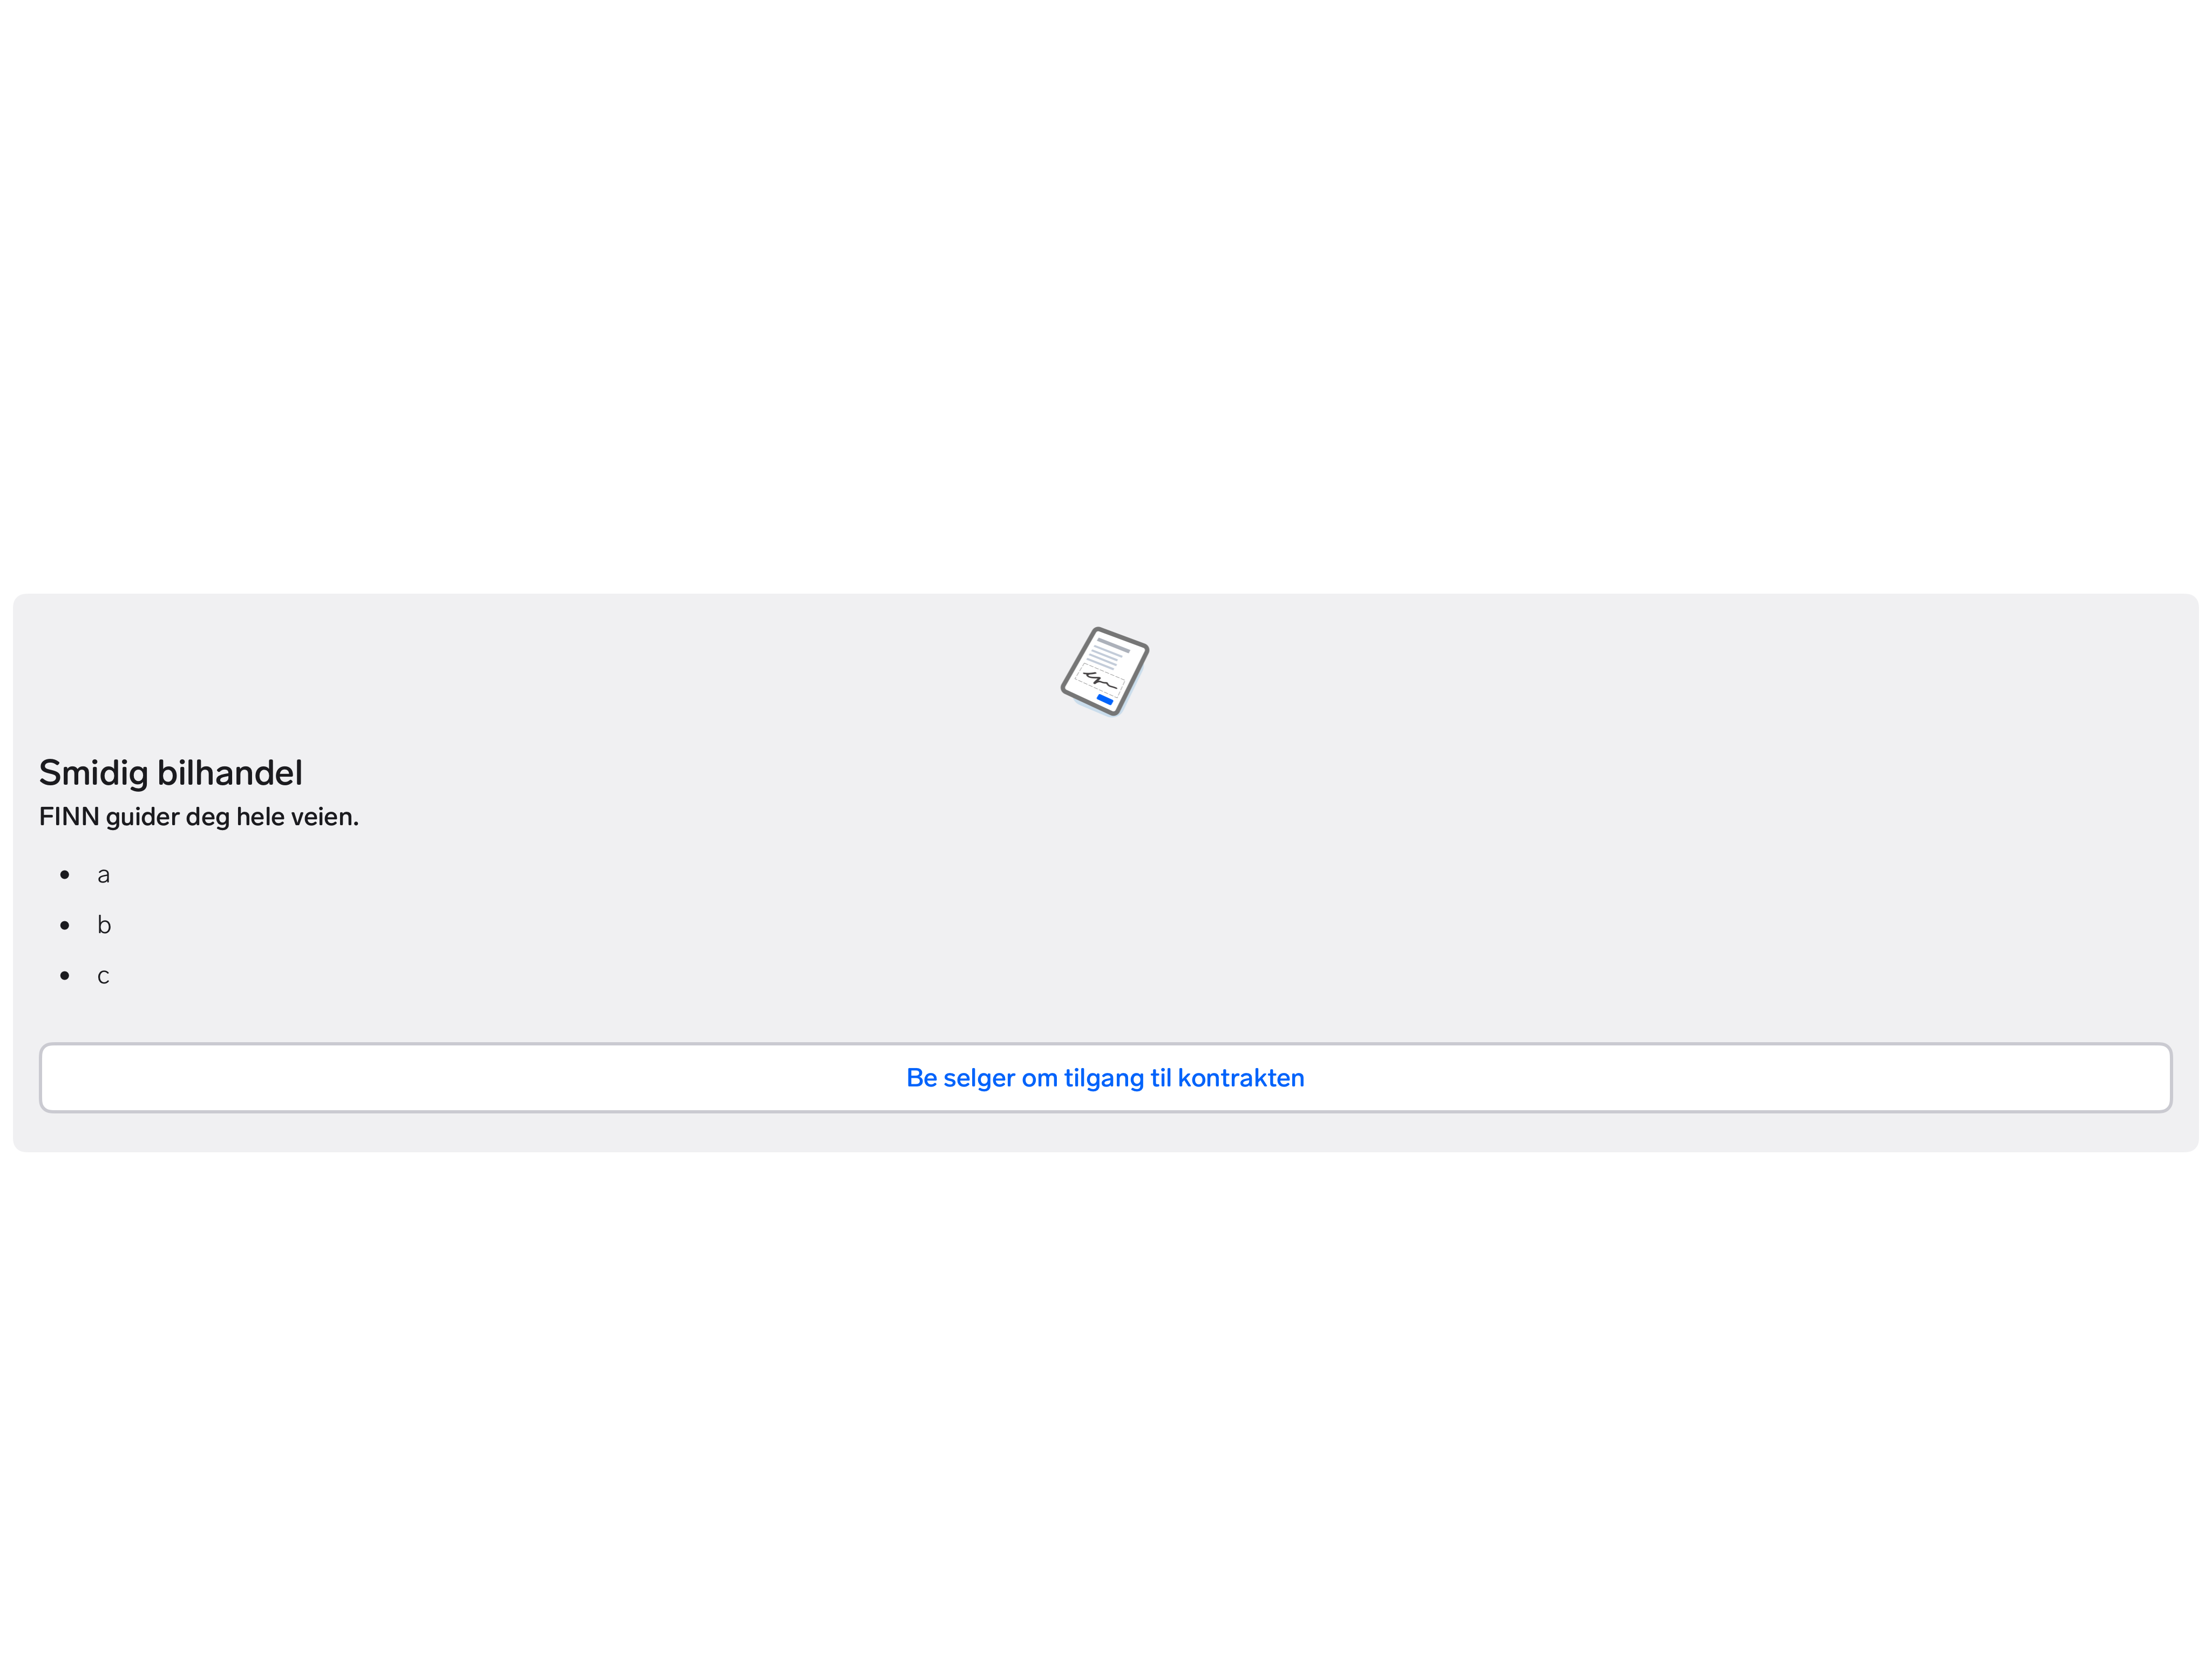 Smidig bilhandel
FINN guider deg hele veien.
• a
• b
• c
Be selger om tilgang til kontrakten